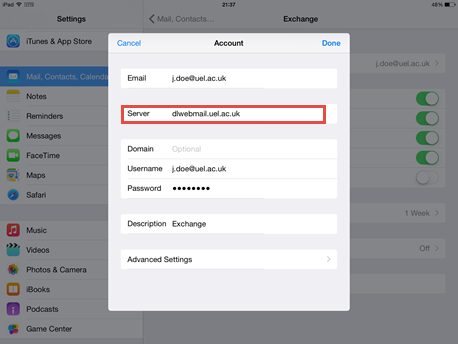 iPad
21:37
48%
Settings
Mail, Contacts...
Exchange
iTunes & App Store
Mail, Contacts, Calenda
Notes
Reminders
Messages
FaceTime
Maps
Safari
Music
Videos
Photos & Camera
iBooks
Podcasts
Game Center
j.doe@uel.ac.uk
1 Week
Off
Cancel
Account
Done
Email j.doe@uel.ac.uk
Server dlwebmail.uel.ac.uk
Domain Optional
Username j.doe@uel.ac.uk
Password ●●●●●●●●
Description Exchange
Advanced Settings